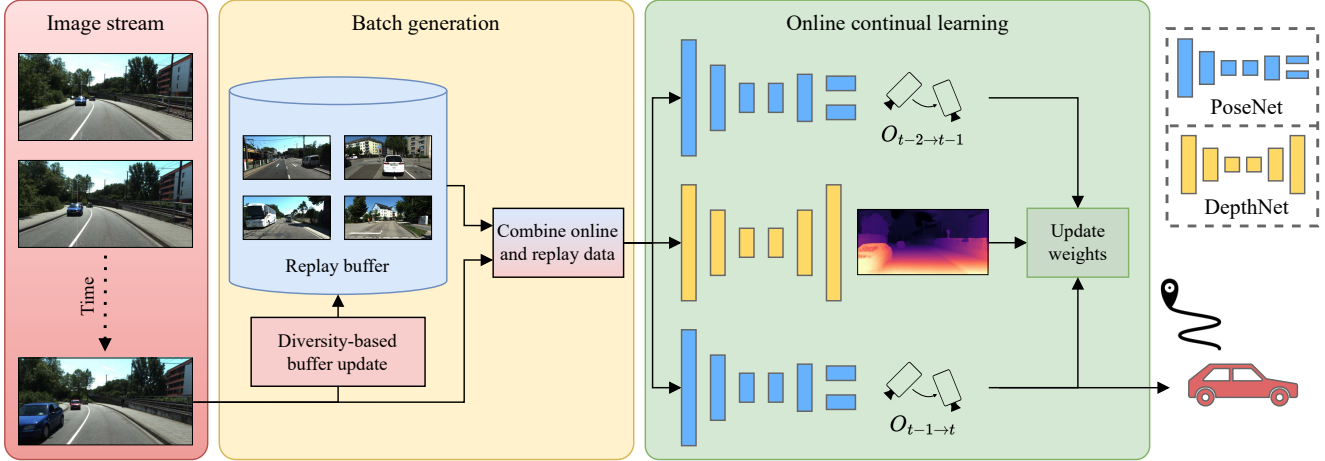 Image stream
Time
Batch generation
Replay buffer
Diversity-based
buffer update
Combine online
and replay data
Online continual learning
O_{t−2→t−1}
O_{t−1→t}
Update
weights
PoseNet
DepthNet